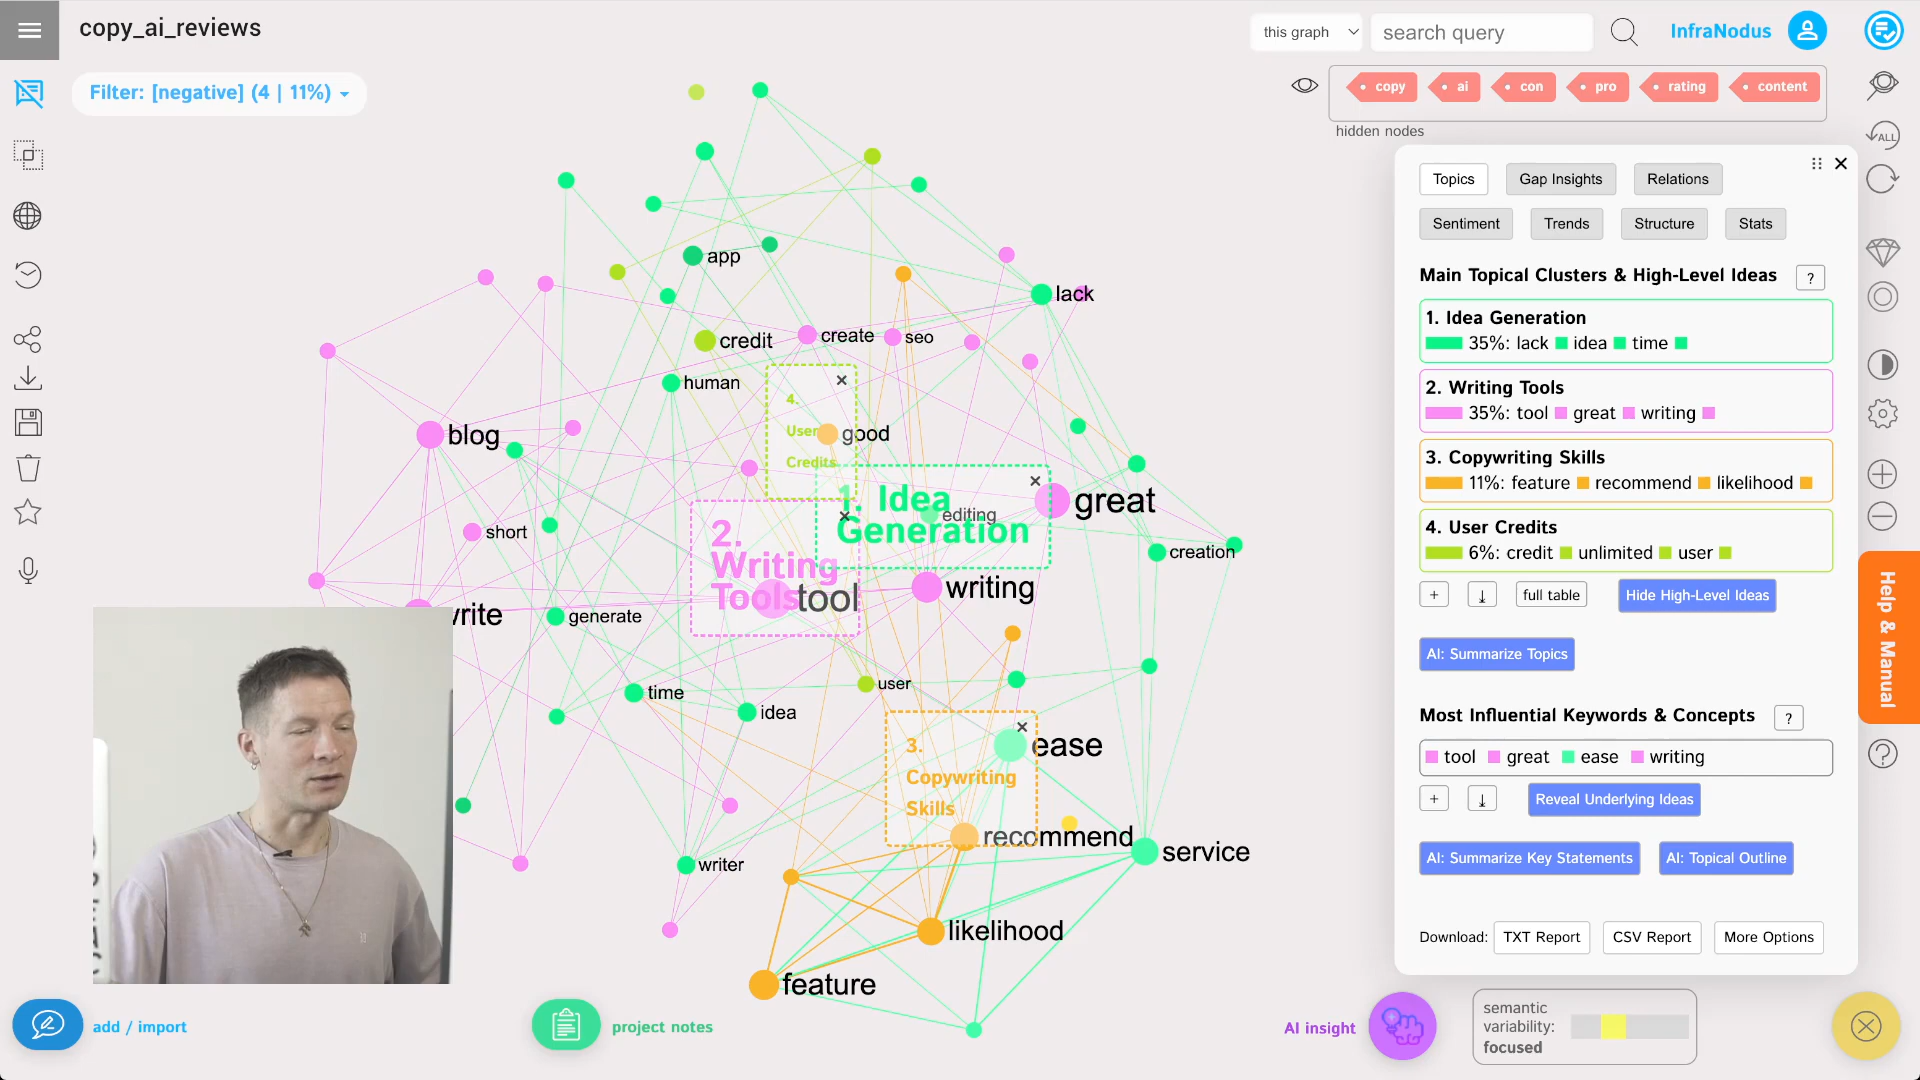 copy_ai_reviews
this graph
search query
InfraNodus
Filter: [negative] (4 | 11%)
copy
ai
con
pro
rating
content
hidden nodes
ALL
Topics
Gap Insights
Relations
Sentiment
Trends
Structure
Stats
Main Topical Clusters & High-Level Ideas
?
1. Idea Generation
35%: lack idea time
2. Writing Tools
35%: tool great writing
3. Copywriting Skills
11%: feature recommend likelihood
4. User Credits
6%: credit unlimited user
+
full table
Hide High-Level Ideas
AI: Summarize Topics
Most Influential Keywords & Concepts
?
tool great ease writing
+
Reveal Underlying Ideas
AI: Summarize Key Statements
AI: Topical Outline
Download:
TXT Report
CSV Report
More Options
Help & Manual
app
lack
credit
create
seo
human
4.
User
Credits
good
blog
1. Idea
Generation
editing
great
short
2.
Writing
Tools
tool
creation
writing
write
generate
user
time
idea
3.
Copywriting
Skills
ease
recommend
service
writer
likelihood
feature
add / import
project notes
AI insight
semantic
variability:
focused